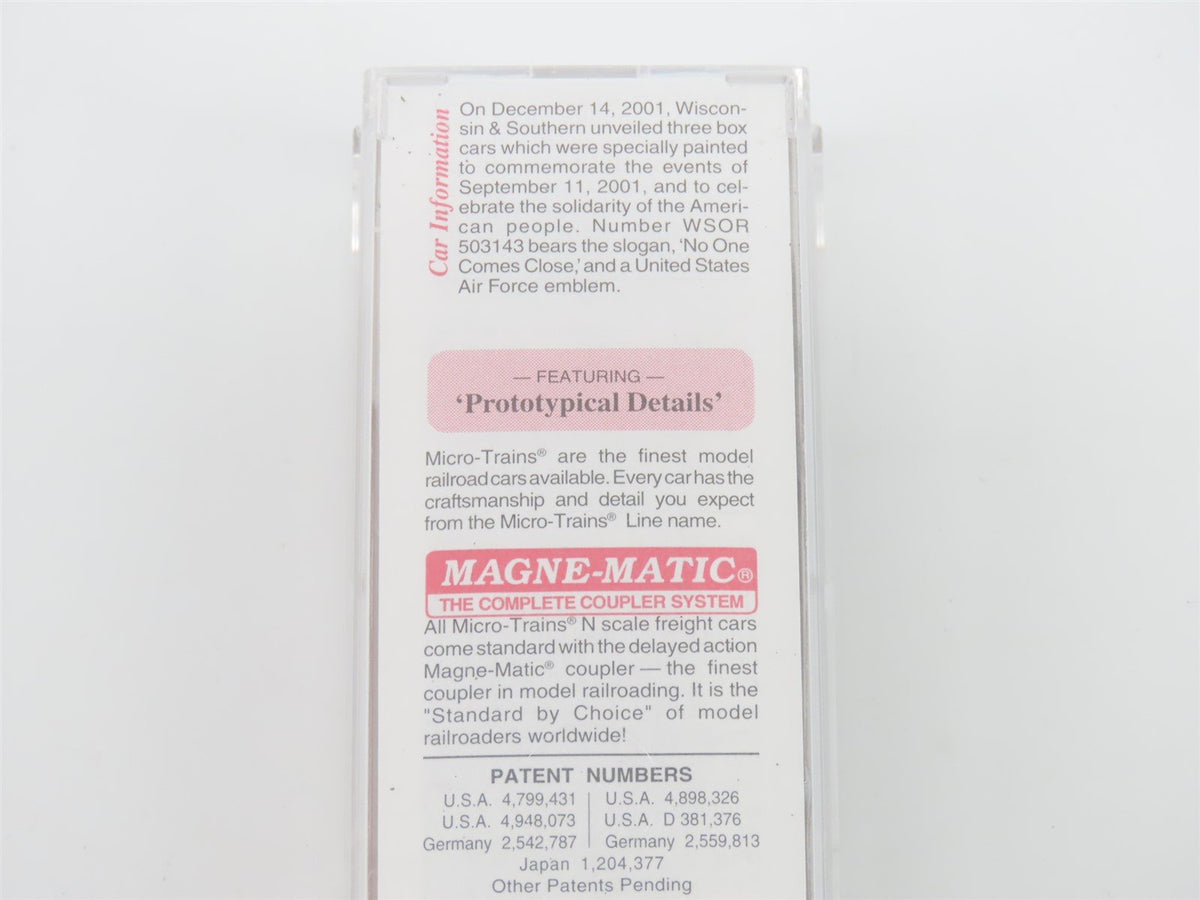 Car Information
On December 14, 2001, Wiscon-
sin & Southern unveiled three box
cars which were specially painted
to commemorate the events of
September 11, 2001, and to cel-
ebrate the solidarity of the Ameri-
can people. Number WSOR
503143 bears the slogan, 'No One
Comes Close,' and a United States
Air Force emblem.
— FEATURING —
'Prototypical Details'
Micro-Trains® are the finest model
railroad cars available. Every car has the
craftsmanship and detail you expect
from the Micro-Trains® Line name.
MAGNE-MATIC®
THE COMPLETE COUPLER SYSTEM
All Micro-Trains® N scale freight cars
come standard with the delayed action
Magne-Matic® coupler — the finest
coupler in model railroading. It is the
"Standard by Choice" of model
railroaders worldwide!
PATENT NUMBERS
U.S.A. 4,799,431 | U.S.A. 4,898,326
U.S.A. 4,948,073 | U.S.A. D 381,376
Germany 2,542,787 | Germany 2,559,813
Japan 1,204,377
Other Patents Pending